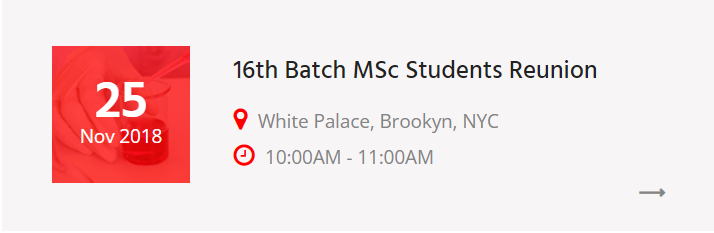 25
Nov 2018
16th Batch MSc Students Reunion
White Palace, Brookyn, NYC
10:00AM - 11:00AM